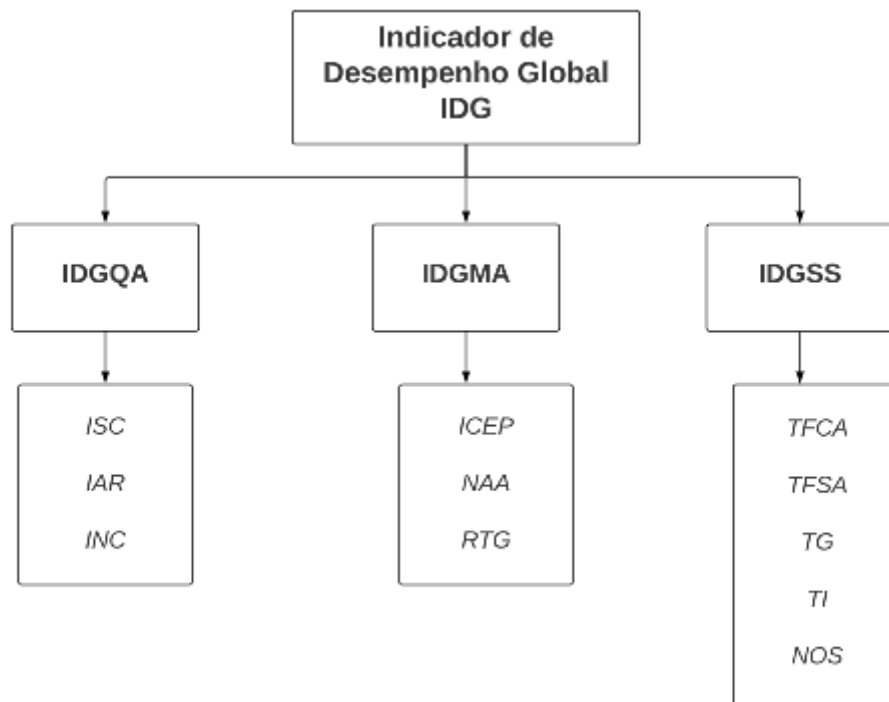 Indicador de
Desempenho Global
IDG
IDGQA
IDGMA
IDGSS
ISC
IAR
INC
ICEP
NAA
RTG
TFCA
TFSA
TG
TI
NOS